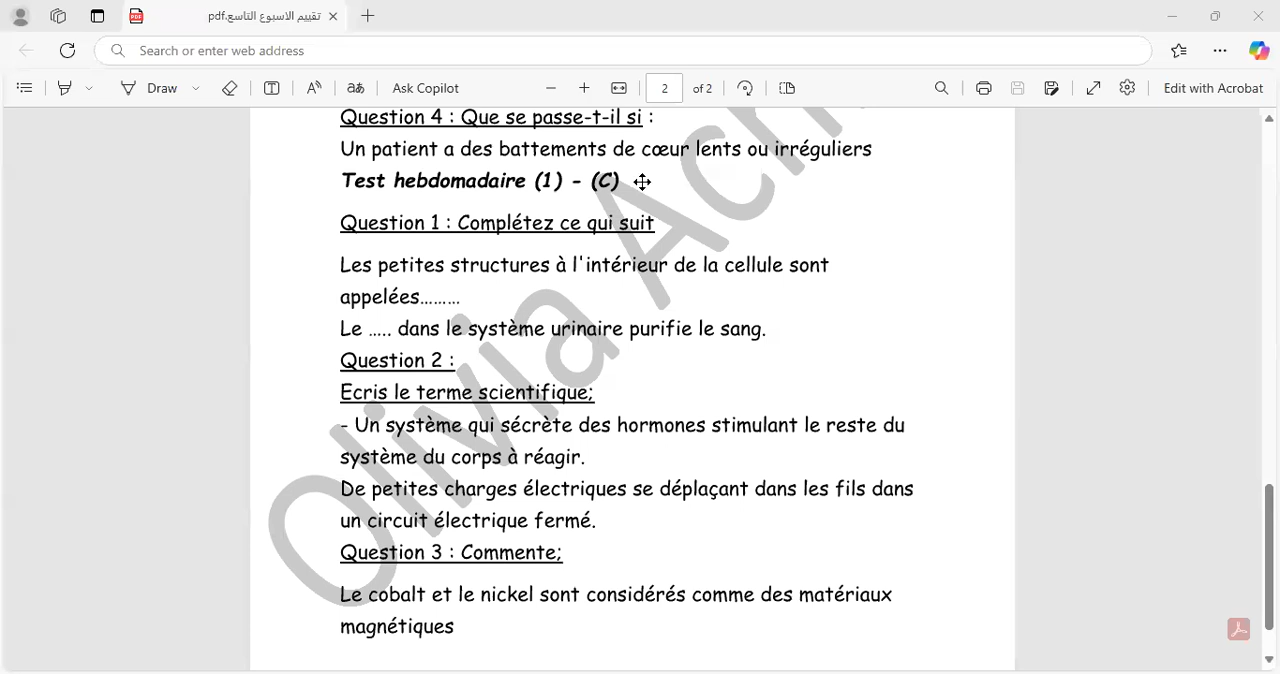 تقييم الاسبوع التاسع.pdf
Search or enter web address
Draw
aあ
Ask Copilot
2
of 2
Edit with Acrobat
Question 4 : Que se passe-t-il si :
Un patient a des battements de cœur lents ou irréguliers
Test hebdomadaire (1) - (C)
Question 1 : Complétez ce qui suit
Les petites structures à l'intérieur de la cellule sont
appelées.........
Le ..... dans le système urinaire purifie le sang.
Question 2 :
Ecris le terme scientifique;
- Un système qui sécrète des hormones stimulant le reste du
système du corps à réagir.
De petites charges électriques se déplaçant dans les fils dans
un circuit électrique fermé.
Question 3 : Commente;
Le cobalt et le nickel sont considérés comme des matériaux
magnétiques
Olivia